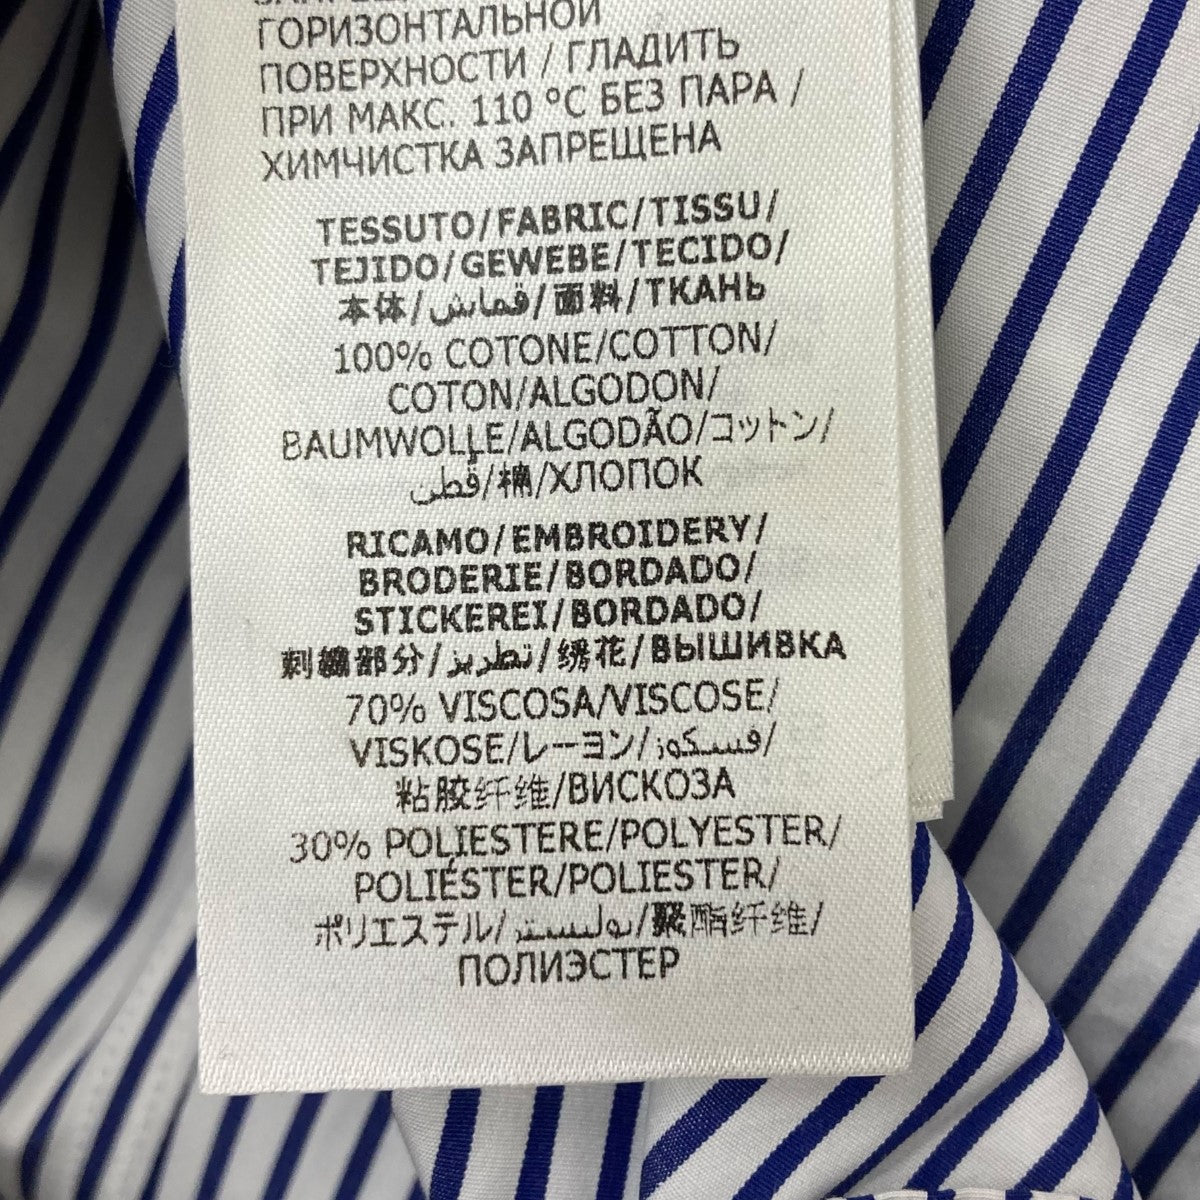 ГОРИЗОНТАЛЬНОЙ
ПОВЕРХНОСТИ / ГЛАДИТЬ
ПРИ МАКС. 110 °C БЕЗ ПАРА /
ХИМЧИСТКА ЗАПРЕЩЕНА
TESSUTO/FABRIC/TISSU/
TEJIDO/GEWEBE/TECIDO/
本体/قماش/面料/ТКАНЬ
100% COTONE/COTTON/
COTON/ALGODON/
BAUMWOLLE/ALGODÃO/コットン/
قطن/棉/ХЛОПОК
RICAMO/EMBROIDERY/
BRODERIE/BORDADO/
STICKEREI/BORDADO/
刺繍部分/تطريز/绣花/ВЫШИВКА
70% VISCOSA/VISCOSE/
VISKOSE/レーヨン/فسكوز/
粘胶纤维/ВИСКОЗА
30% POLIESTERE/POLYESTER/
POLIÉSTER/POLIESTER/
ポリエステル/بوليستر/聚酯纤维/
ПОЛИЭСТЕР